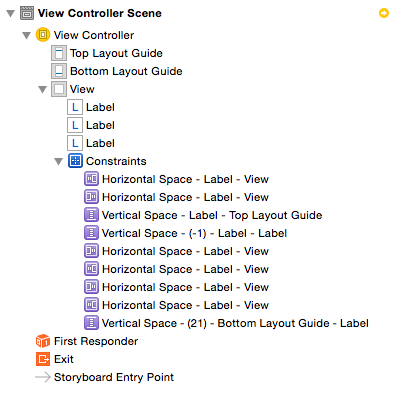 View Controller Scene
View Controller
Top Layout Guide
Bottom Layout Guide
View
L Label
L Label
L Label
Constraints
Horizontal Space - Label - View
Horizontal Space - Label - View
Vertical Space - Label - Top Layout Guide
Vertical Space - (-1) - Label - Label
Horizontal Space - Label - View
Horizontal Space - Label - View
Horizontal Space - Label - View
Horizontal Space - Label - View
Vertical Space - (21) - Bottom Layout Guide - Label
First Responder
Exit
Storyboard Entry Point